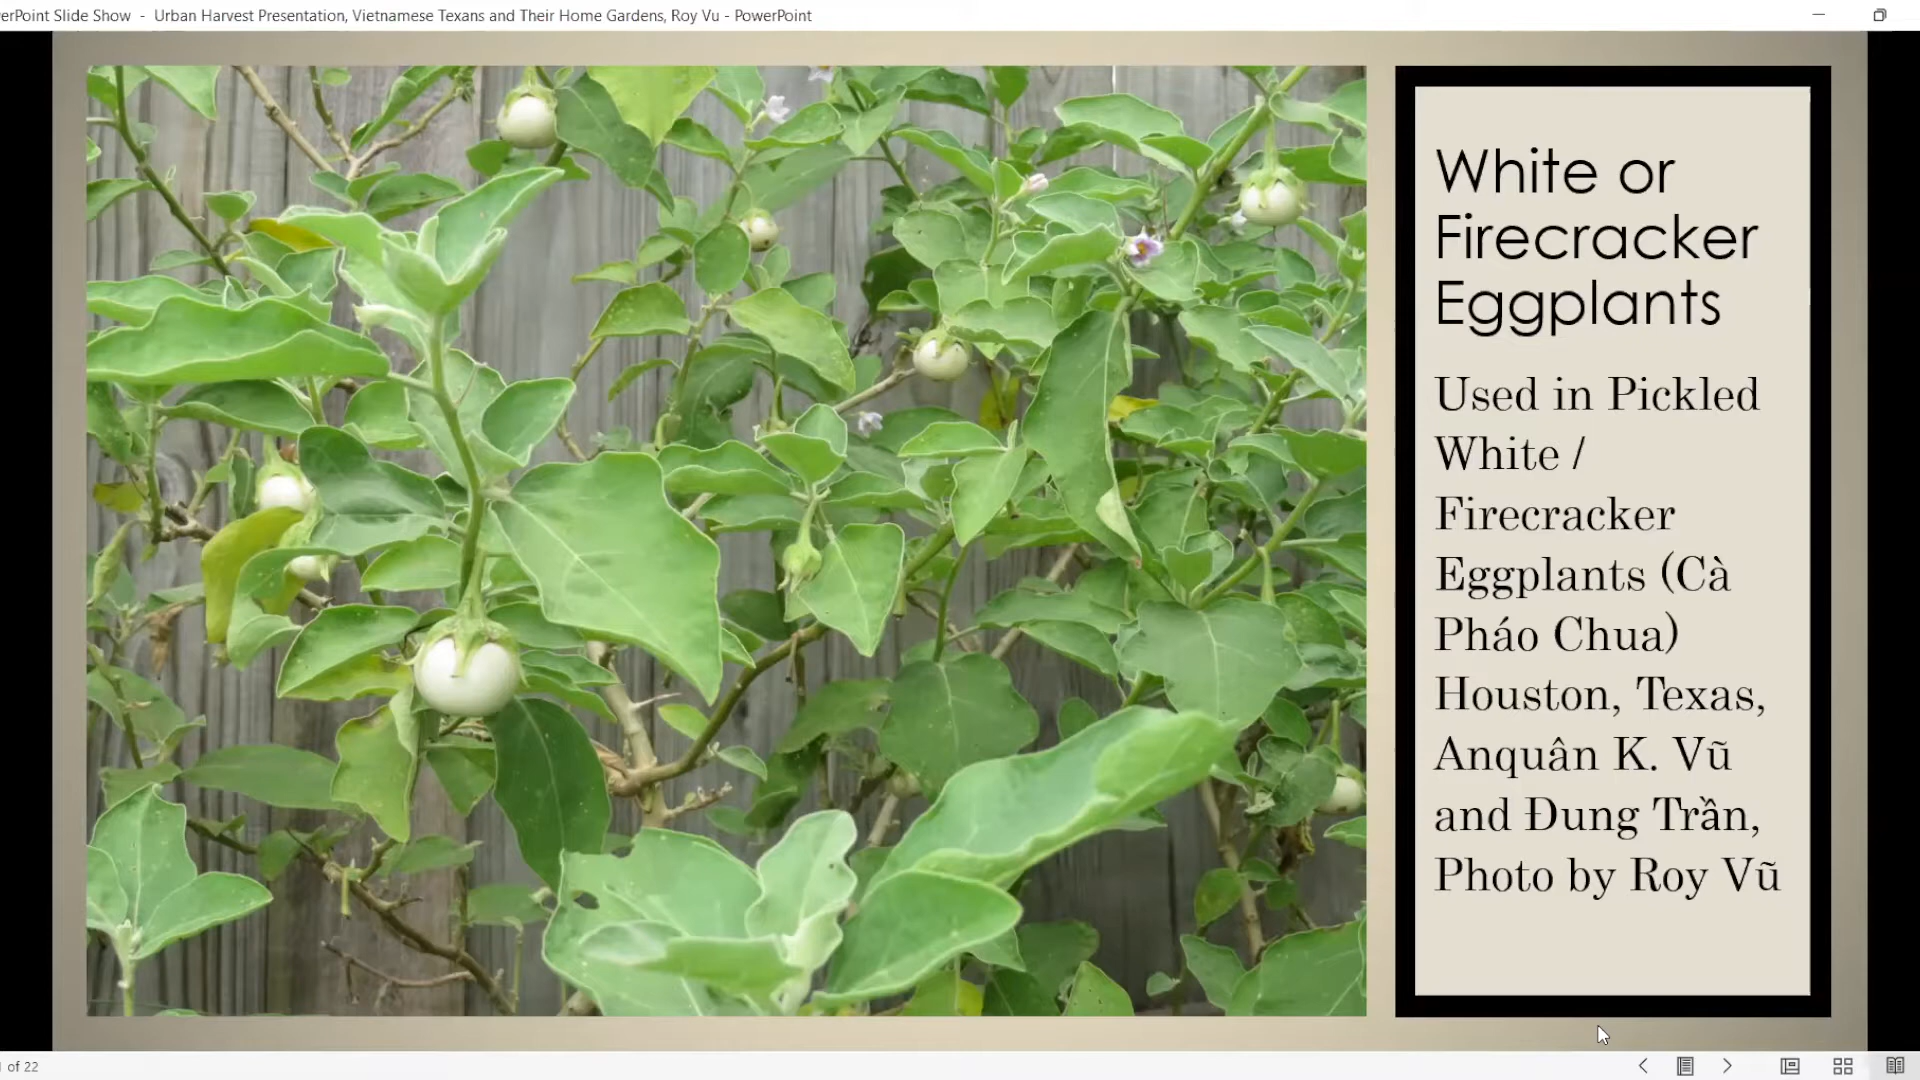 PowerPoint Slide Show - Urban Harvest Presentation, Vietnamese Texans and Their Home Gardens, Roy Vu - PowerPoint
White or
Firecracker
Eggplants
Used in Pickled
White /
Firecracker
Eggplants (Cà
Pháo Chua)
Houston, Texas,
Anquân K. Vũ
and Đung Trần,
Photo by Roy Vũ
of 22